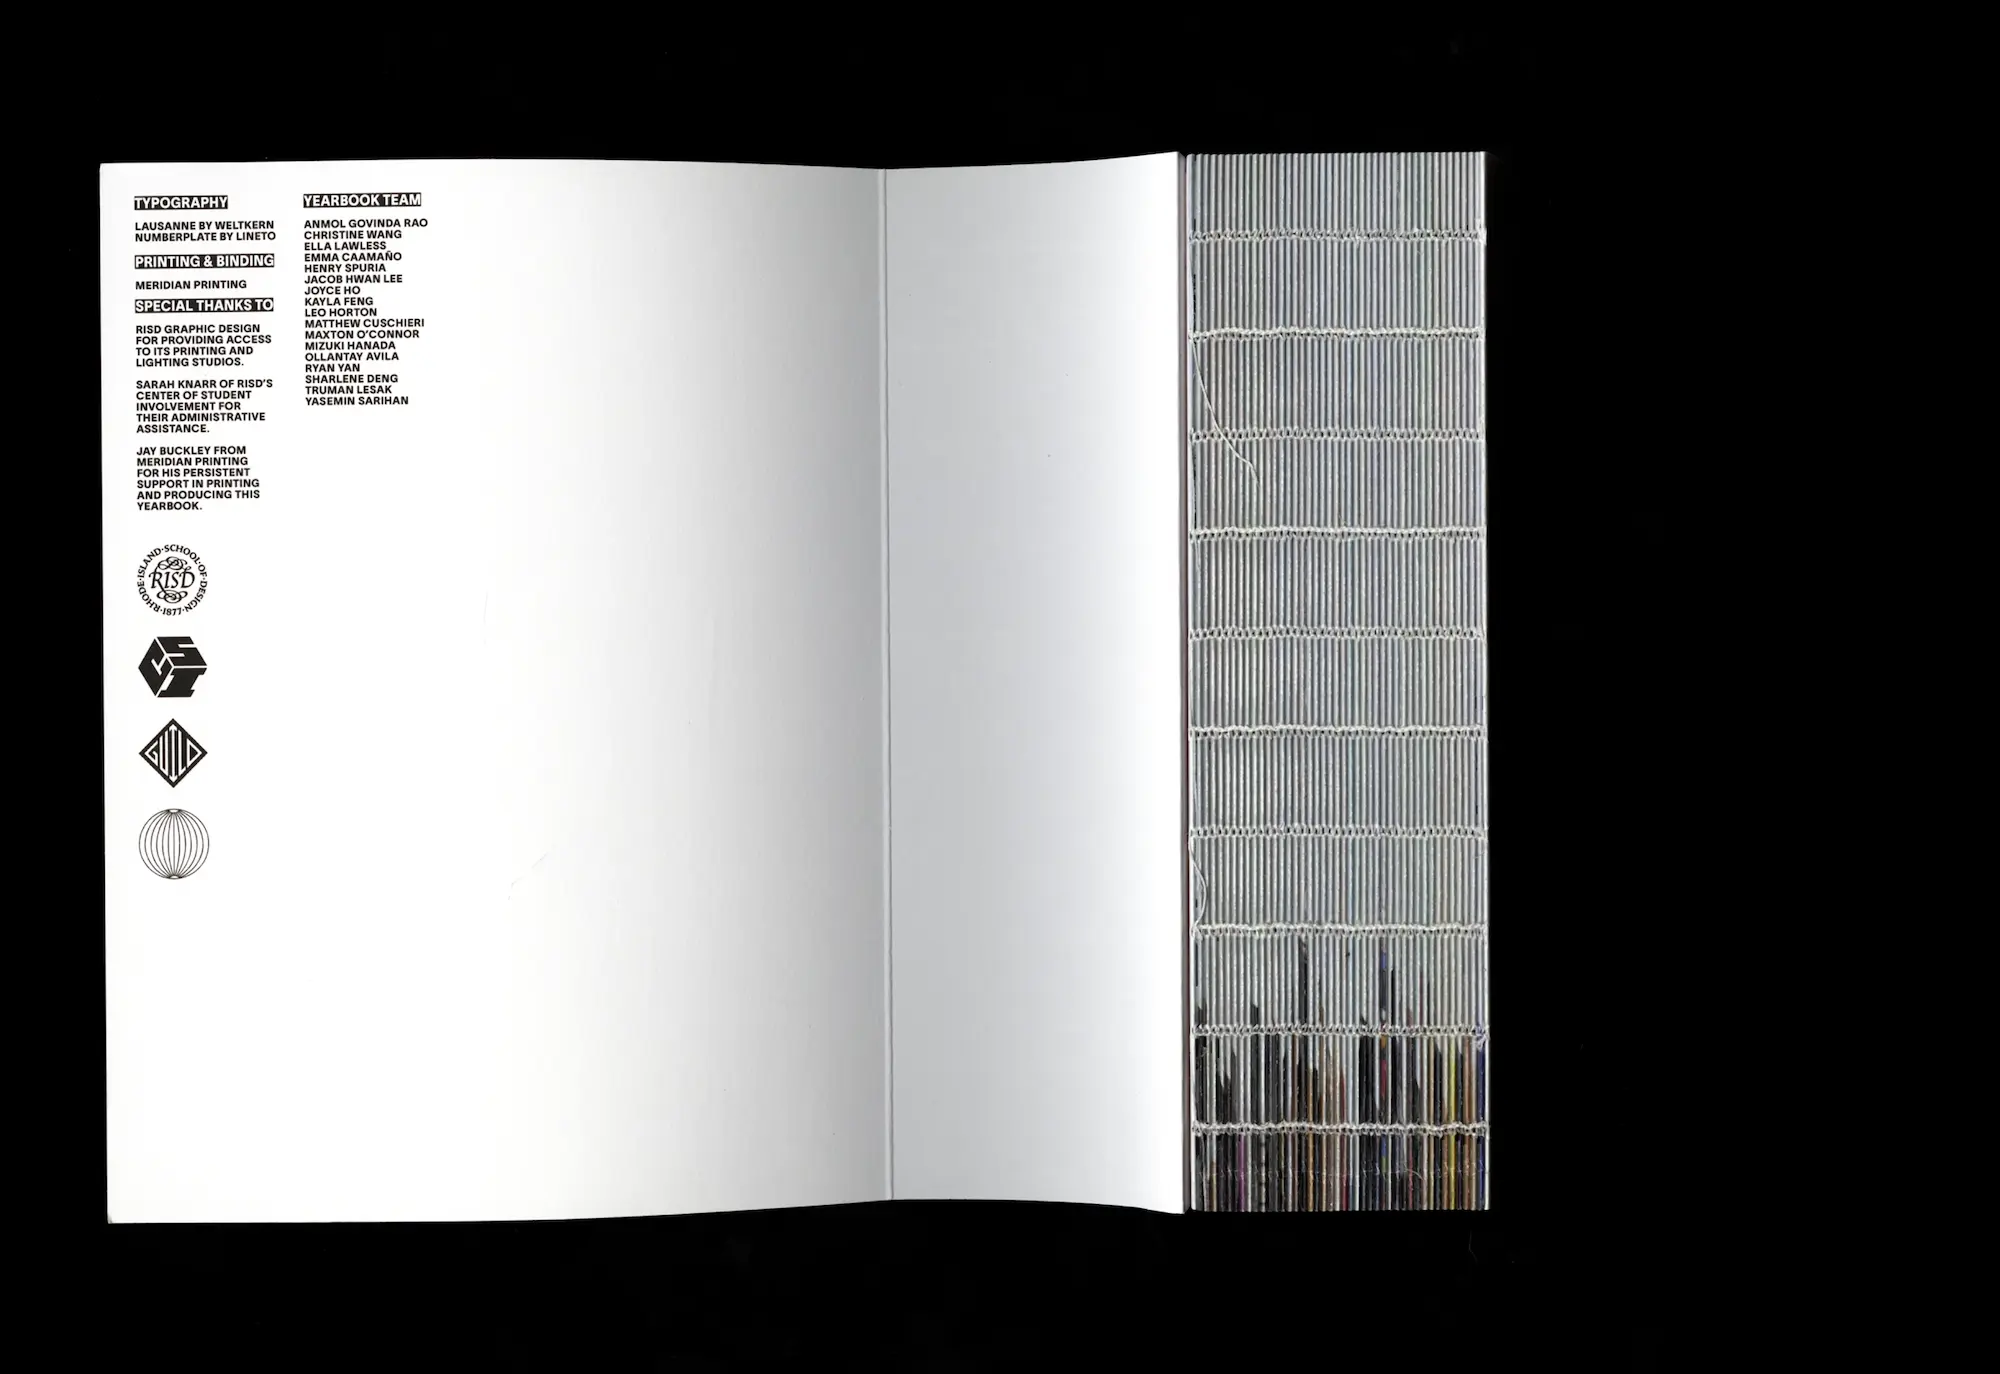 TYPOGRAPHY
LAUSANNE BY WELTKERN
NUMBERPLATE BY LINETO
PRINTING & BINDING
MERIDIAN PRINTING
SPECIAL THANKS TO
RISD GRAPHIC DESIGN
FOR PROVIDING ACCESS
TO ITS PRINTING AND
LIGHTING STUDIOS.
SARAH KNARR OF RISD'S
CENTER OF STUDENT
INVOLVEMENT FOR
THEIR ADMINISTRATIVE
ASSISTANCE.
JAY BUCKLEY FROM
MERIDIAN PRINTING
FOR HIS PERSISTENT
SUPPORT IN PRINTING
AND PRODUCING THIS
YEARBOOK.
RHODE·ISLAND·SCHOOL·OF·DESIGN
RISD
·1877·
CSI
GUILD
YEARBOOK TEAM
ANMOL GOVINDA RAO
CHRISTINE WANG
ELLA LAWLESS
EMMA CAAMAÑO
HENRY SPURIA
JACOB HWAN LEE
JOYCE HO
KAYLA FENG
LEO HORTON
MATTHEW CUSCHIERI
MAXTON O'CONNOR
MIZUKI HANADA
OLLANTAY AVILA
RYAN YAN
SHARLENE DENG
TRUMAN LESAK
YASEMIN SARIHAN